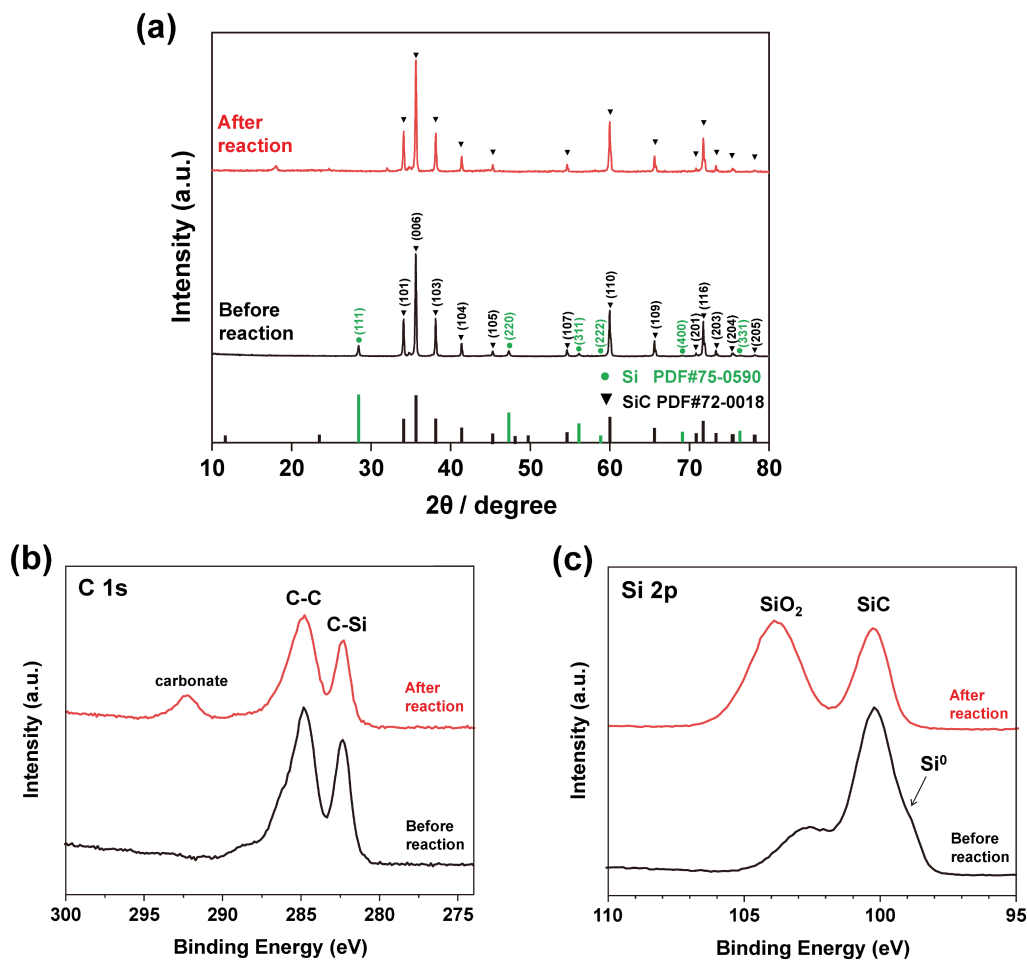 (a)
After
reaction
(006)
(101)
(103)
(104)
(105)
(107)
(110)
(109)
(201)
(116)
(203)
(204)
(205)
(111)
(220)
(311)
(222)
(400)
(331)
Before
reaction
Si PDF#75-0590
SiC PDF#72-0018
Intensity (a.u.)
10 20 30 40 50 60 70 80
2θ / degree
(b)
C 1s
C-C
C-Si
carbonate
After
reaction
Before
reaction
Intensity (a.u.)
300 295 290 285 280 275
Binding Energy (eV)
(c)
Si 2p
SiO₂
SiC
After
reaction
Si⁰
Before
reaction
Intensity (a.u.)
110 105 100 95
Binding Energy (eV)